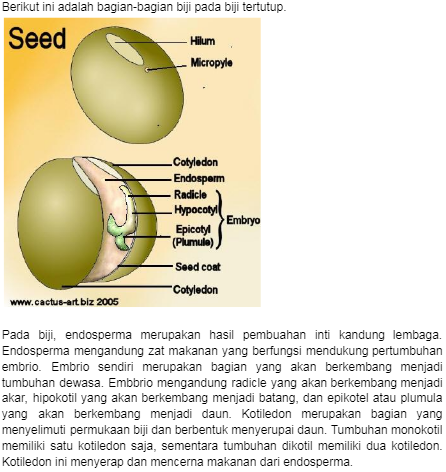 Berikut ini adalah bagian-bagian biji pada biji tertutup.
Seed
Hilum
Micropyle
Cotyledon
Endosperm
Radicle
Hypocotyl
Embryo
Epicotyl
(Plumule)
Seed coat
Cotyledon
www.cactus-art.biz 2005
Pada biji, endosperma merupakan hasil pembuahan inti kandung lembaga.
Endosperma mengandung zat makanan yang berfungsi mendukung pertumbuhan
embrio. Embrio sendiri merupakan bagian yang akan berkembang menjadi
tumbuhan dewasa. Embbrio mengandung radicle yang akan berkembang menjadi
akar, hipokotil yang akan berkembang menjadi batang, dan epikotel atau plumula
yang akan berkembang menjadi daun. Kotiledon merupakan bagian yang
menyelimuti permukaan biji dan berbentuk menyerupai daun. Tumbuhan monokotil
memiliki satu kotiledon saja, sementara tumbuhan dikotil memiliki dua kotiledon.
Kotiledon ini menyerap dan mencerna makanan dari endosperma.